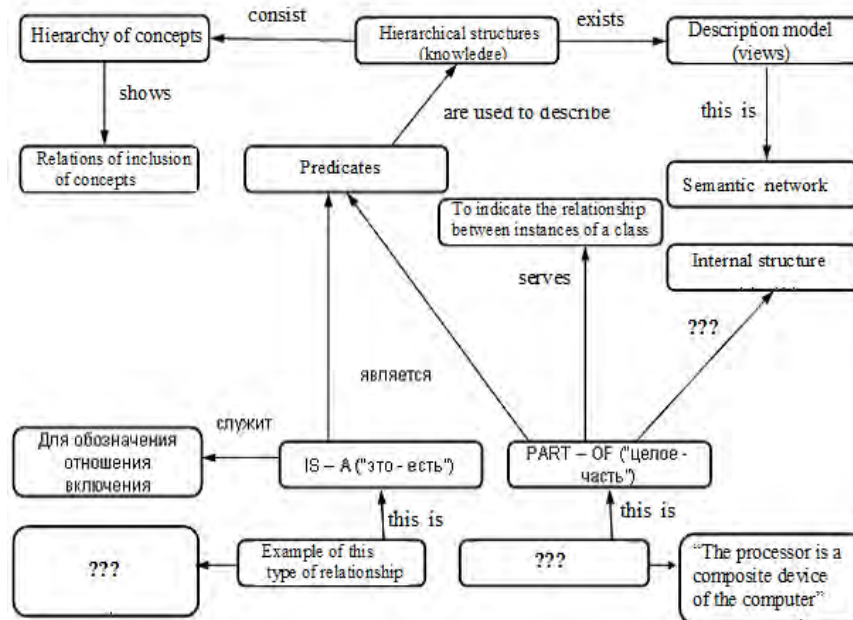 consist
exists
Hierarchy of concepts
Hierarchical structures
(knowledge)
Description model
(views)
shows
are used to describe
this is
Relations of inclusion
of concepts
Predicates
Semantic network
To indicate the relationship
between instances of a class
Internal structure
serves
???
является
служит
Для обозначения
отношения
включения
IS – A ("это - есть")
PART – OF ("целое -
часть")
this is
this is
???
Example of this
type of relationship
???
“The processor is a
composite device
of the computer”